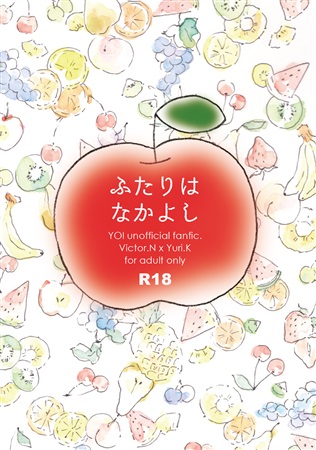 ふたりは
なかよし
YOI unofficial fanfic.
Victor.N x Yuri.K
for adult only
R18